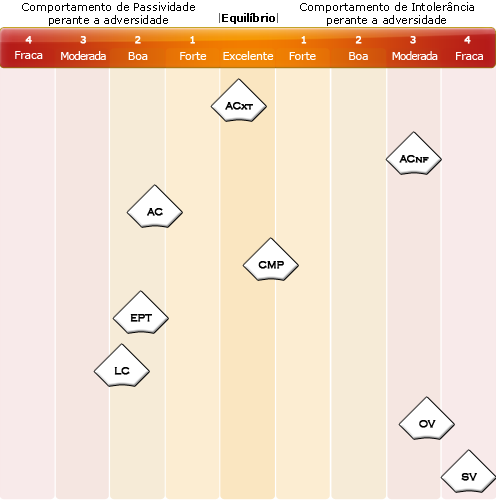 Comportamento de Passividade
perante a adversidade
|Equilíbrio|
Comportamento de Intolerância
perante a adversidade
4 3 2 1 1 2 3 4
Fraca Moderada Boa Forte Excelente Forte Boa Moderada Fraca
ACXT
ACNF
AC
CMP
EPT
LC
OV
SV